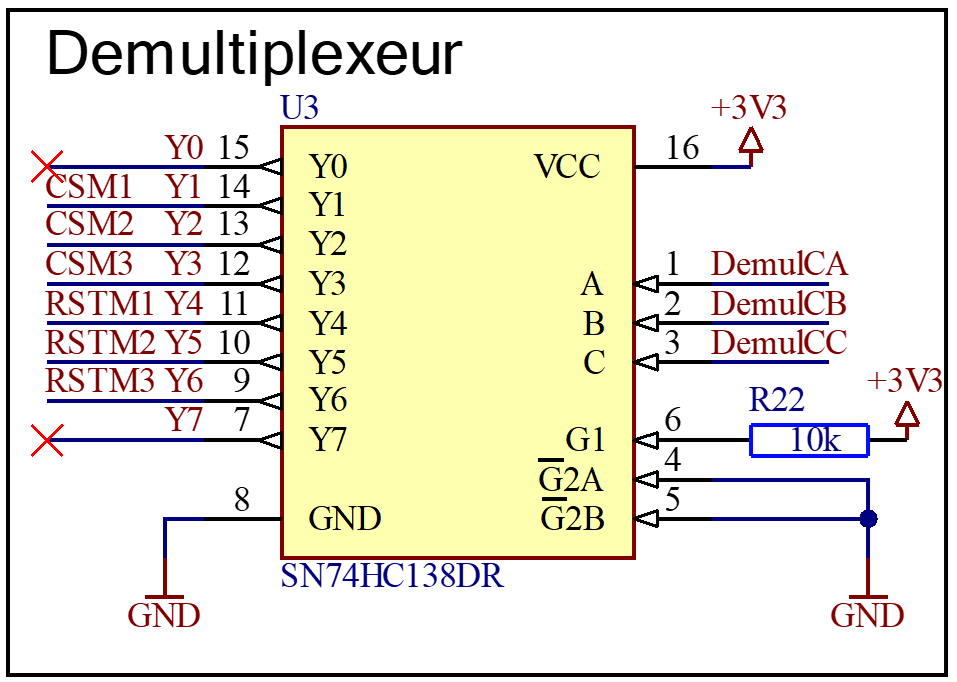 Demultiplexeur
U3
+3V3
Y0 15 Y0 VCC 16
CSM1 Y1 14 Y1
CSM2 Y2 13 Y2
CSM3 Y3 12 Y3 A 1 DemulCA
RSTM1 Y4 11 Y4 B 2 DemulCB
RSTM2 Y5 10 Y5 C 3 DemulCC
RSTM3 Y6 9 Y6 R22 +3V3
Y7 7 Y7 G1 6 10k
G̅2A 4
8 GND G̅2B 5
SN74HC138DR
GND GND